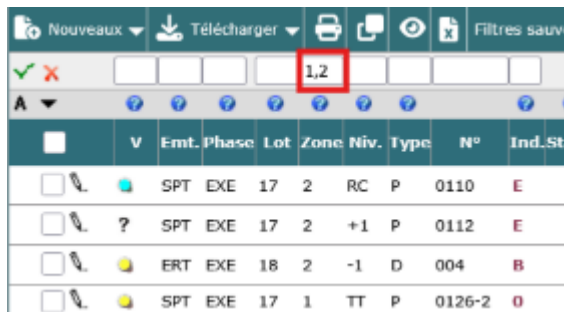 Nouveaux Télécharger Filtres sauv
1,2
A
V Emt. Phase Lot Zone Niv. Type N° Ind. St
SPT EXE 17 2 RC P 0110 E
? SPT EXE 17 2 +1 P 0112 E
ERT EXE 18 2 -1 D 004 B
SPT EXE 17 1 TT P 0126-2 0